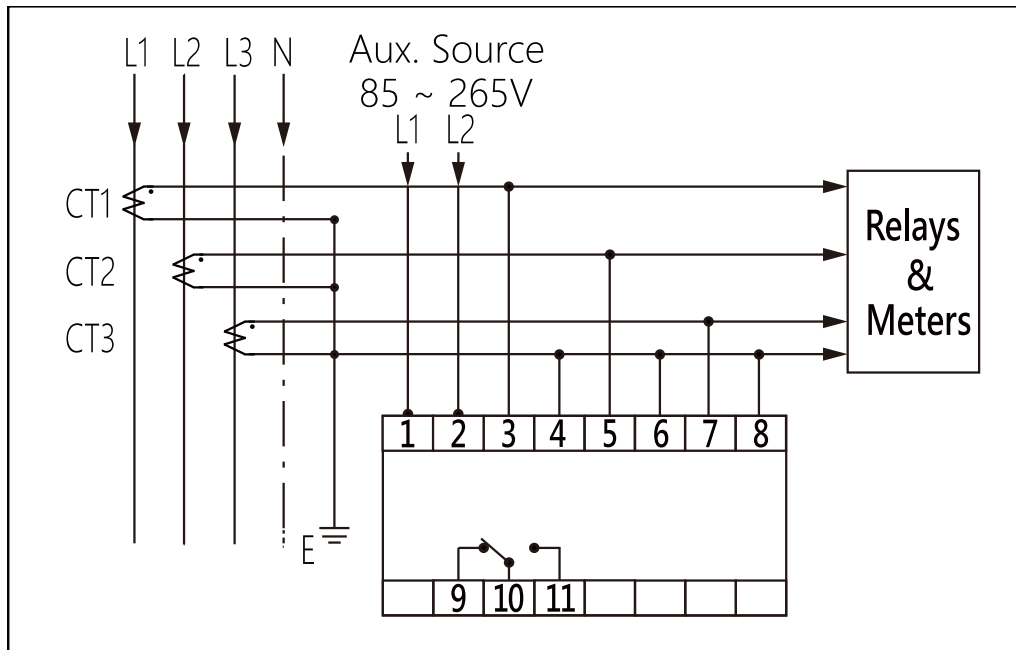 L1 L2 L3 N
Aux. Source
85 ~ 265V
L1 L2
CT1
CT2
CT3
Relays
&
Meters
1 2 3 4 5 6 7 8
E
9 10 11